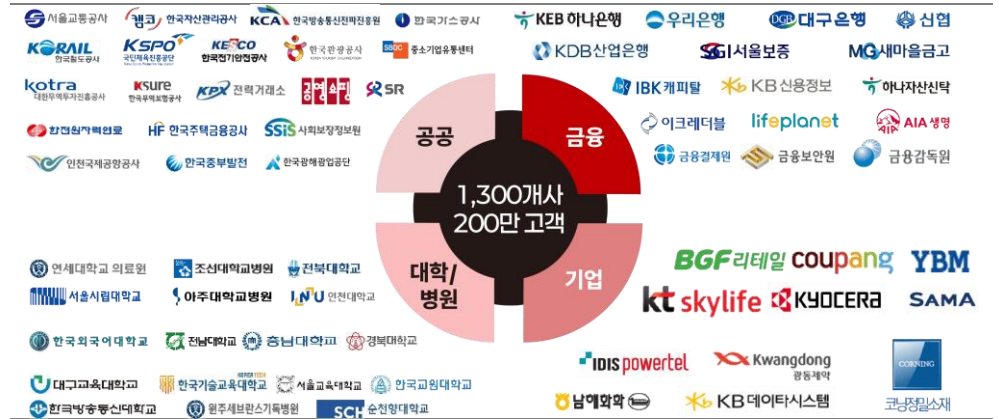 서울교통공사 캠코 한국자산관리공사 KCA 한국방송통신전파진흥원 한국가스공사
KORAIL 한국철도공사 KSPO 국민체육진흥공단 KESCO 한국전기안전공사 한국관광공사 SBDC 중소기업유통센터
kotra 대한무역투자진흥공사 Ksure 한국무역보험공사 KPX 전력거래소 공영쇼핑 SR
한전원자력연료 HF 한국주택금융공사 SSiS 사회보장정보원
인천국제공항공사 한국중부발전 한국광해광업공단
KEB 하나은행 우리은행 DGB 대구은행 신협
KDB산업은행 SGI서울보증 MG새마을금고
IBK캐피탈 KB신용정보 하나자산신탁
이크레더블 lifeplanet AIA 생명
금융결제원 금융보안원 금융감독원
공공
금융
1,300개사
200만 고객
대학/
병원
기업
연세대학교 의료원 조선대학교병원 전북대학교
서울시립대학교 아주대학교병원 INU 인천대학교
한국외국어대학교 전남대학교 충남대학교 경북대학교
대구교육대학교 KOREATECH 한국기술교육대학교 서울교육대학교 한국교원대학교
한국방송통신대학교 원주세브란스기독병원 SCH 순천향대학교
BGF리테일 coupang YBM
kt skylife KYOCERA SAMA
IDIS powertel Kwangdong 광동제약 CORNING
남해화학 KB데이타시스템 코닝정밀소재